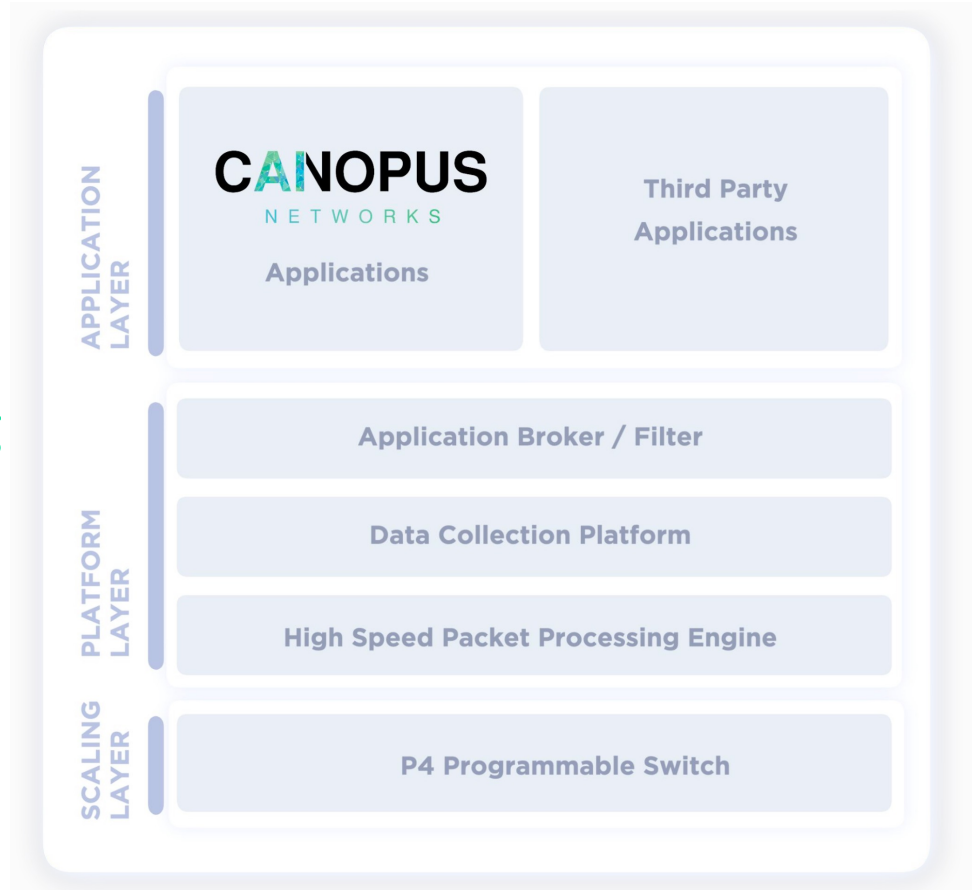 APPLICATION
LAYER
CANOPUS
NETWORKS
Applications
Third Party
Applications
PLATFORM
LAYER
Application Broker / Filter
Data Collection Platform
High Speed Packet Processing Engine
SCALING
LAYER
P4 Programmable Switch